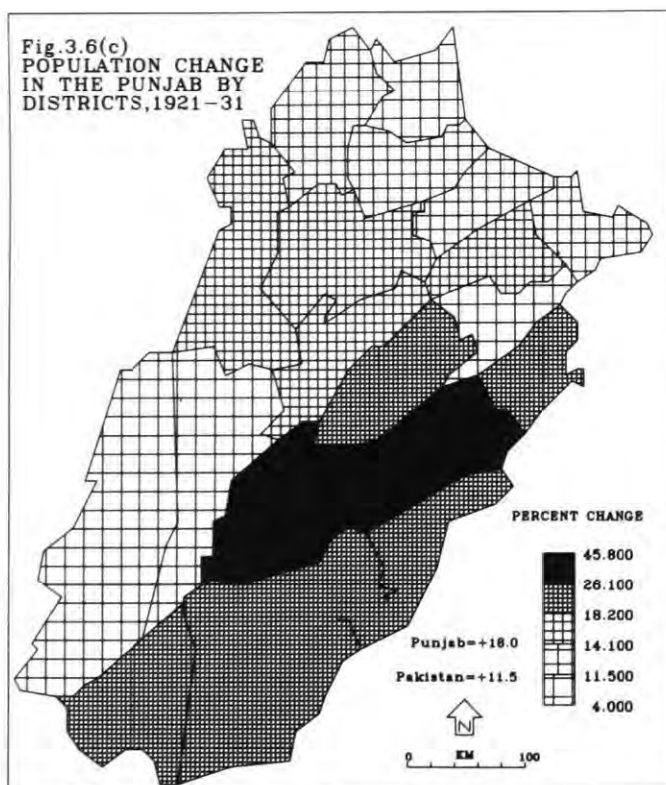 Fig.3.6(c)
POPULATION CHANGE
IN THE PUNJAB BY
DISTRICTS,1921-31
PERCENT CHANGE
45.800
26.100
18.200
Punjab=+18.0
14.100
11.500
Pakistan=+11.5
4.000
N
0 KM 100